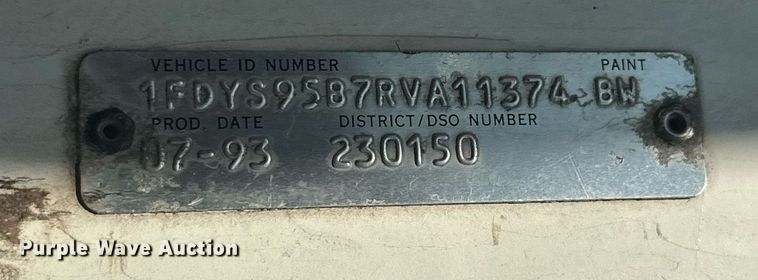 VEHICLE ID NUMBER PAINT
1FDYS95B7RVA11374 BW
PROD. DATE DISTRICT/DSO NUMBER
07-93 230150
Purple Wave Auction